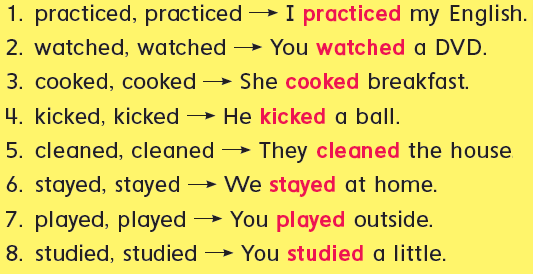 1. practiced, practiced → I practiced my English.
2. watched, watched → You watched a DVD.
3. cooked, cooked → She cooked breakfast.
4. kicked, kicked → He kicked a ball.
5. cleaned, cleaned → They cleaned the house
6. stayed, stayed → We stayed at home.
7. played, played → You played outside.
8. studied, studied → You studied a little.